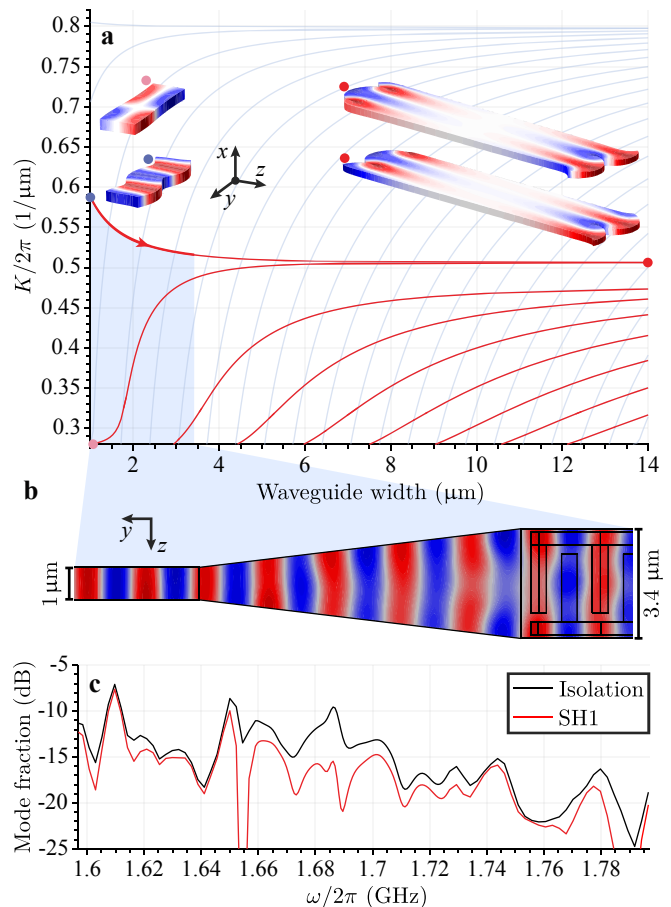 a
0.8
0.75
0.7
0.65
0.6
0.55
0.5
0.45
0.4
0.35
0.3
K/2π (1/μm)
x
z
y
2 4 6 8 10 12 14
Waveguide width (μm)
b
y
z
1 μm
3.4 μm
c
-5
-10
-15
-20
-25
Mode fraction (dB)
Isolation
SH1
1.6 1.62 1.64 1.66 1.68 1.7 1.72 1.74 1.76 1.78
ω/2π (GHz)